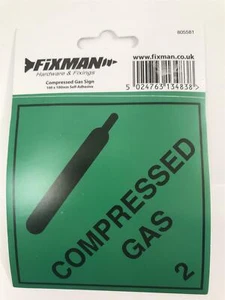 605581
FIXMAN
www.fixman.co.uk
Hardware & Fixings
Compressed Gas Sign
100 x 100mm Self-Adhesive
5 024763 134838 >
COMPRESSED
GAS
2